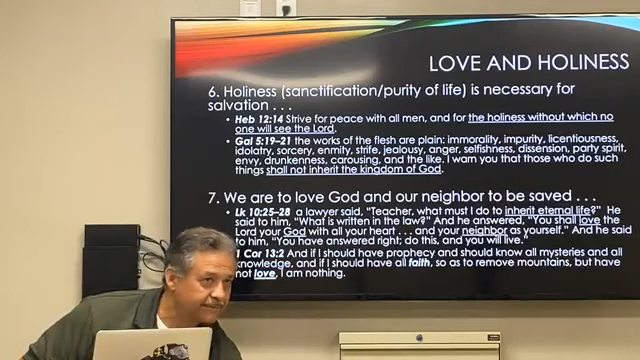 LOVE AND HOLINESS
6. Holiness (sanctification/purity of life) is necessary for
salvation . . .
• Heb 12:14 Strive for peace with all men, and for the holiness without which no
one will see the Lord.
• Gal 5:19-21 the works of the flesh are plain: immorality, impurity, licentiousness,
idolatry, sorcery, enmity, strife, jealousy, anger, selfishness, dissension, party spirit,
envy, drunkenness, carousing, and the like. I warn you that those who do such
things shall not inherit the kingdom of God.
7. We are to love God and our neighbor to be saved . . .
• Lk 10:25-28 a lawyer said, “Teacher, what must I do to inherit eternal life?” He
said to him, “What is written in the law?” And he answered, “You shall love the
Lord your God with all your heart . . . and your neighbor as yourself.” And he said
to him, “You have answered right; do this, and you will live.”
1 Cor 13:2 And if I should have prophecy and should know all mysteries and all
knowledge, and if I should have all faith, so as to remove mountains, but have
not love, I am nothing.